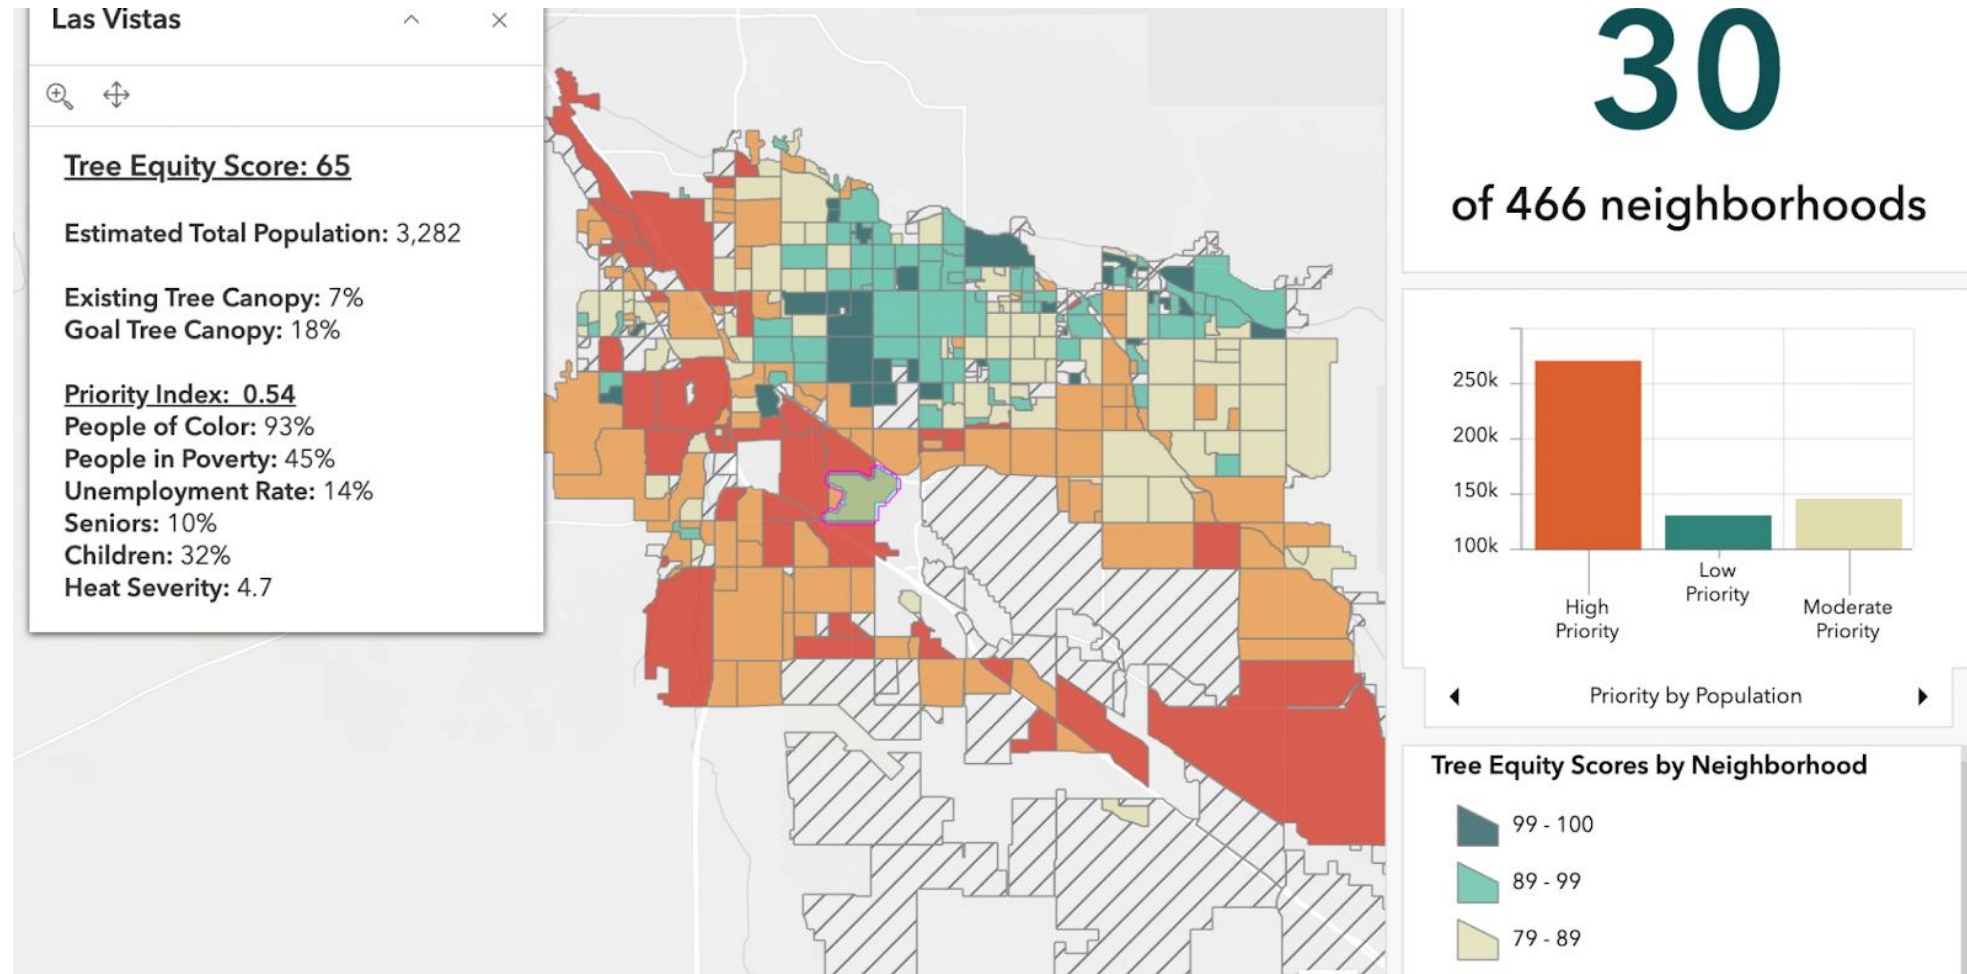 Las Vistas
Tree Equity Score: 65
Estimated Total Population: 3,282
Existing Tree Canopy: 7%
Goal Tree Canopy: 18%
Priority Index: 0.54
People of Color: 93%
People in Poverty: 45%
Unemployment Rate: 14%
Seniors: 10%
Children: 32%
Heat Severity: 4.7
30
of 466 neighborhoods
250k
200k
150k
100k
High
Priority
Low
Priority
Moderate
Priority
Priority by Population
Tree Equity Scores by Neighborhood
99 - 100
89 - 99
79 - 89